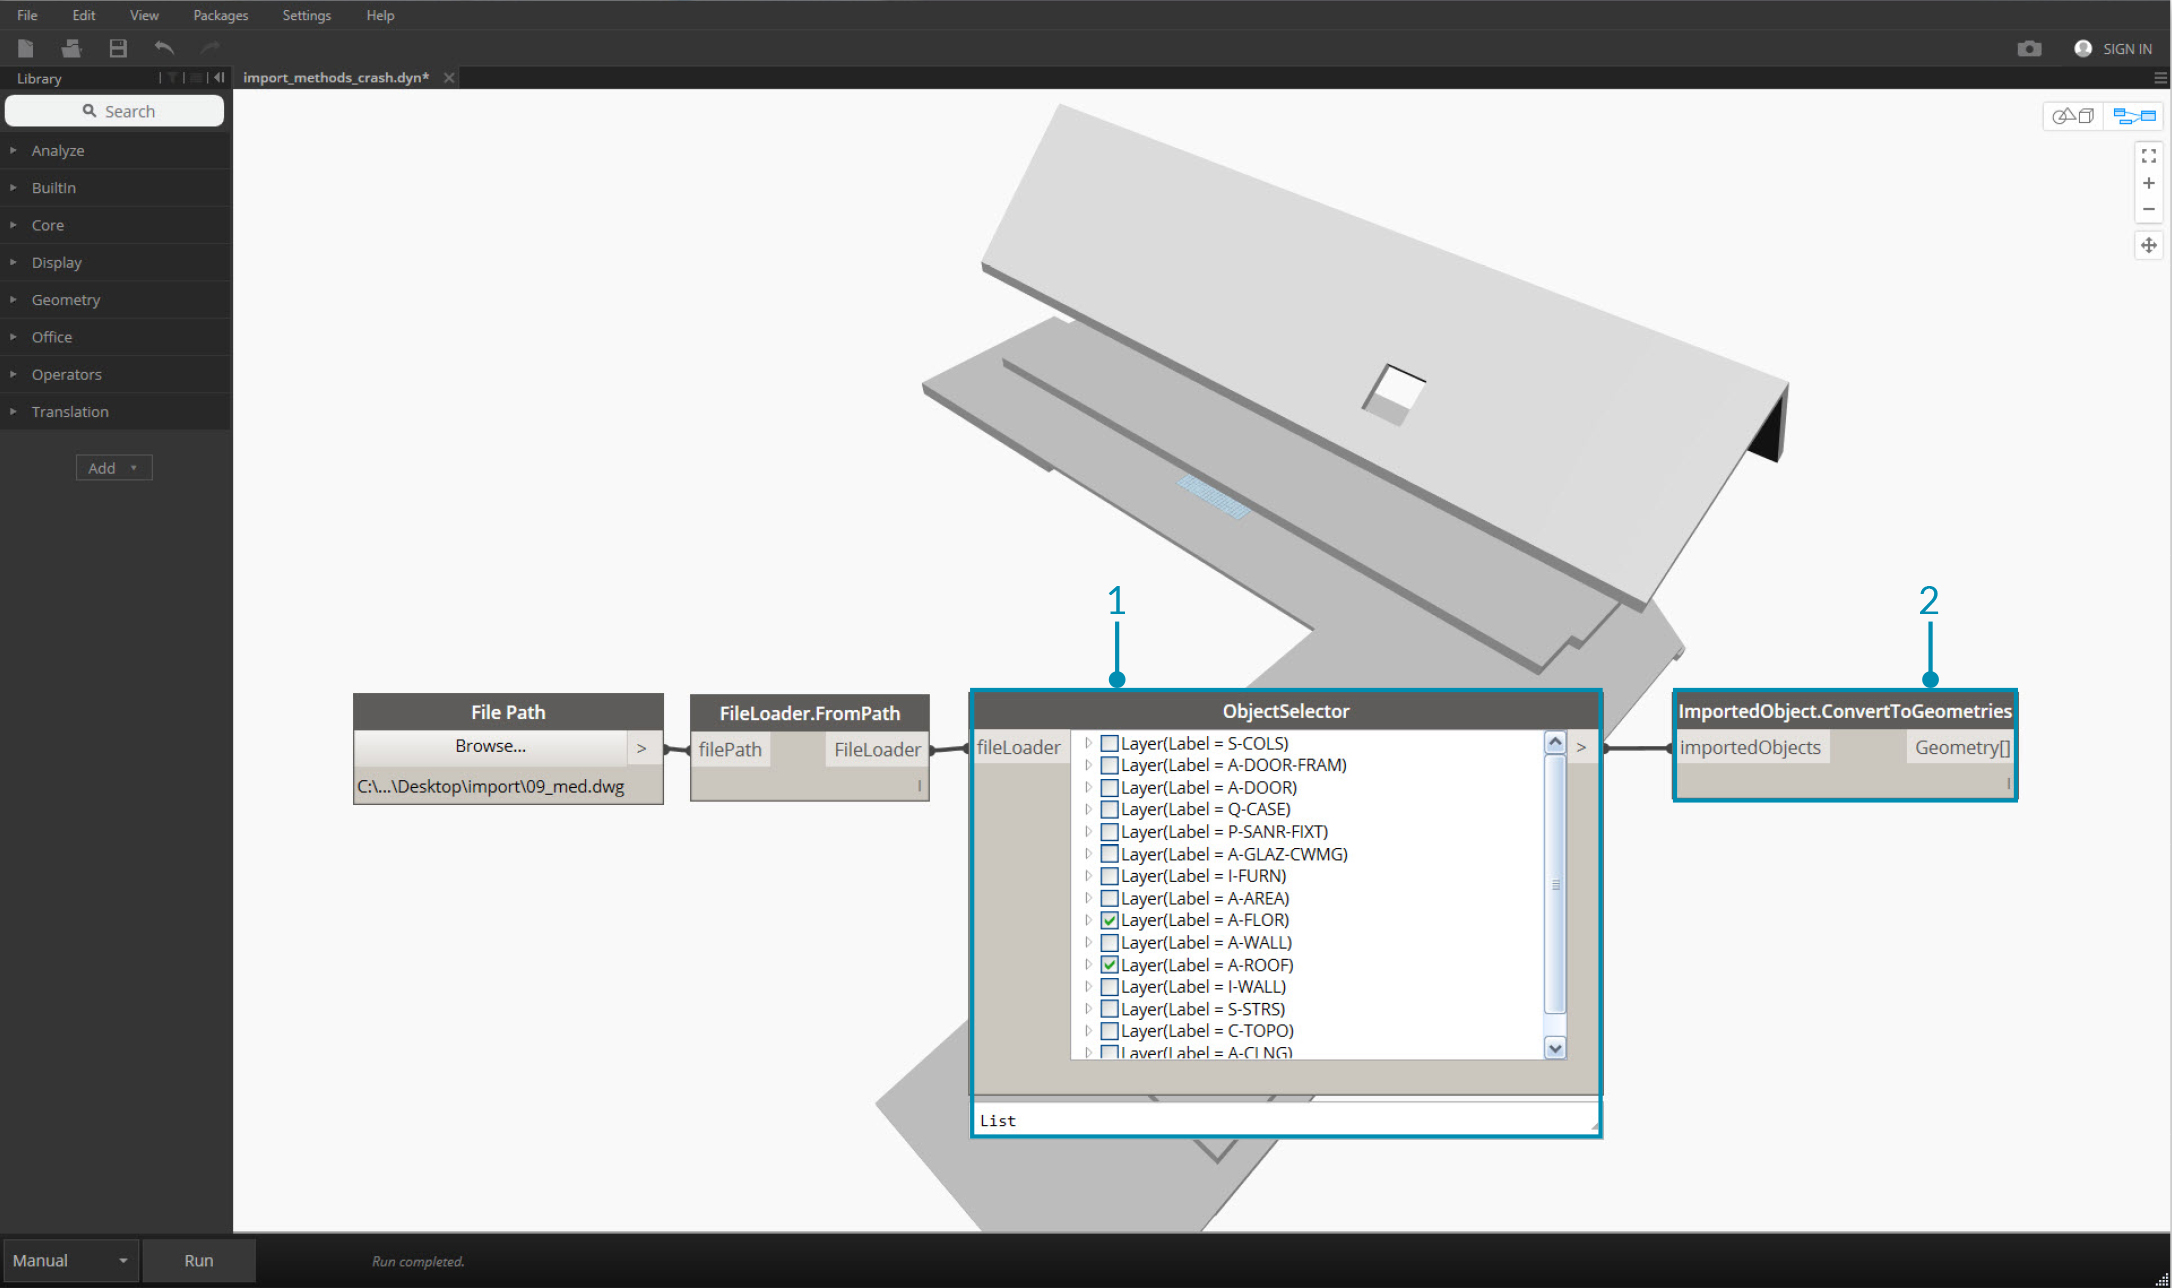 File Edit View Packages Settings Help
SIGN IN
Library
import_methods_crash.dyn*
Search
Analyze
BuiltIn
Core
Display
Geometry
Office
Operators
Translation
Add
1
2
File Path
Browse...
>
C:\...\Desktop\import\09_med.dwg
FileLoader.FromPath
filePath
FileLoader
ObjectSelector
fileLoader
>
Layer(Label = S-COLS)
Layer(Label = A-DOOR-FRAM)
Layer(Label = A-DOOR)
Layer(Label = Q-CASE)
Layer(Label = P-SANR-FIXT)
Layer(Label = A-GLAZ-CWMG)
Layer(Label = I-FURN)
Layer(Label = A-AREA)
Layer(Label = A-FLOR)
Layer(Label = A-WALL)
Layer(Label = A-ROOF)
Layer(Label = I-WALL)
Layer(Label = S-STRS)
Layer(Label = C-TOPO)
Layer(Label = A-CLNG)
List
ImportedObject.ConvertToGeometries
importedObjects
Geometry[]
Manual
Run
Run completed.